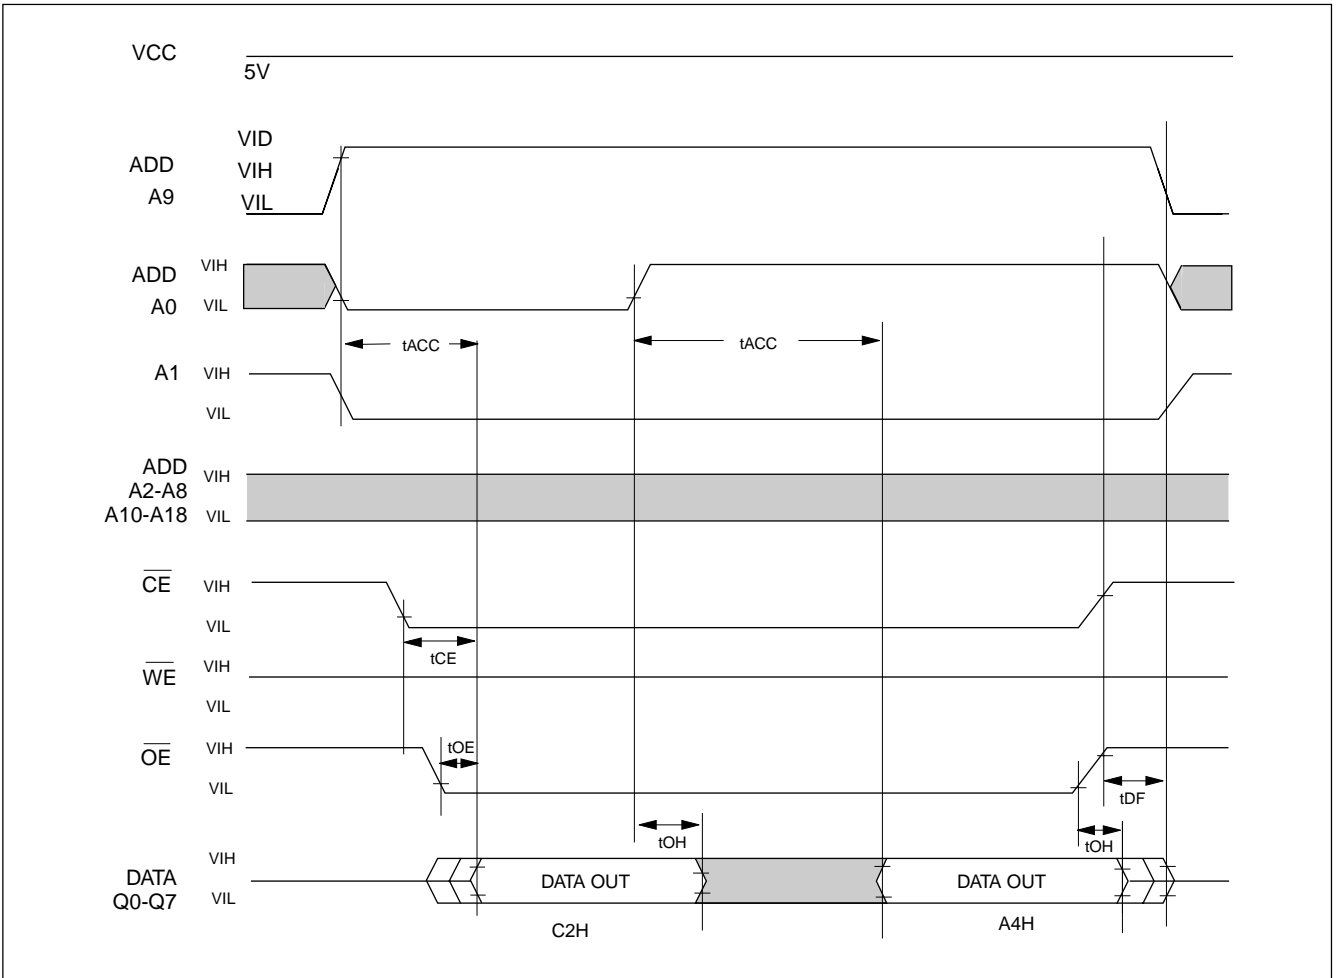 VCC
5V
ADD
A9
VID
VIH
VIL
ADD
A0
VIH
VIL
tACC
tACC
A1
VIH
VIL
ADD
A2-A8
A10-A18
VIH
VIL
CE
VIH
VIL
tCE
WE
VIH
VIL
OE
VIH
VIL
tOE
tDF
tOH
tOH
DATA
Q0-Q7
VIH
VIL
DATA OUT
DATA OUT
C2H
A4H